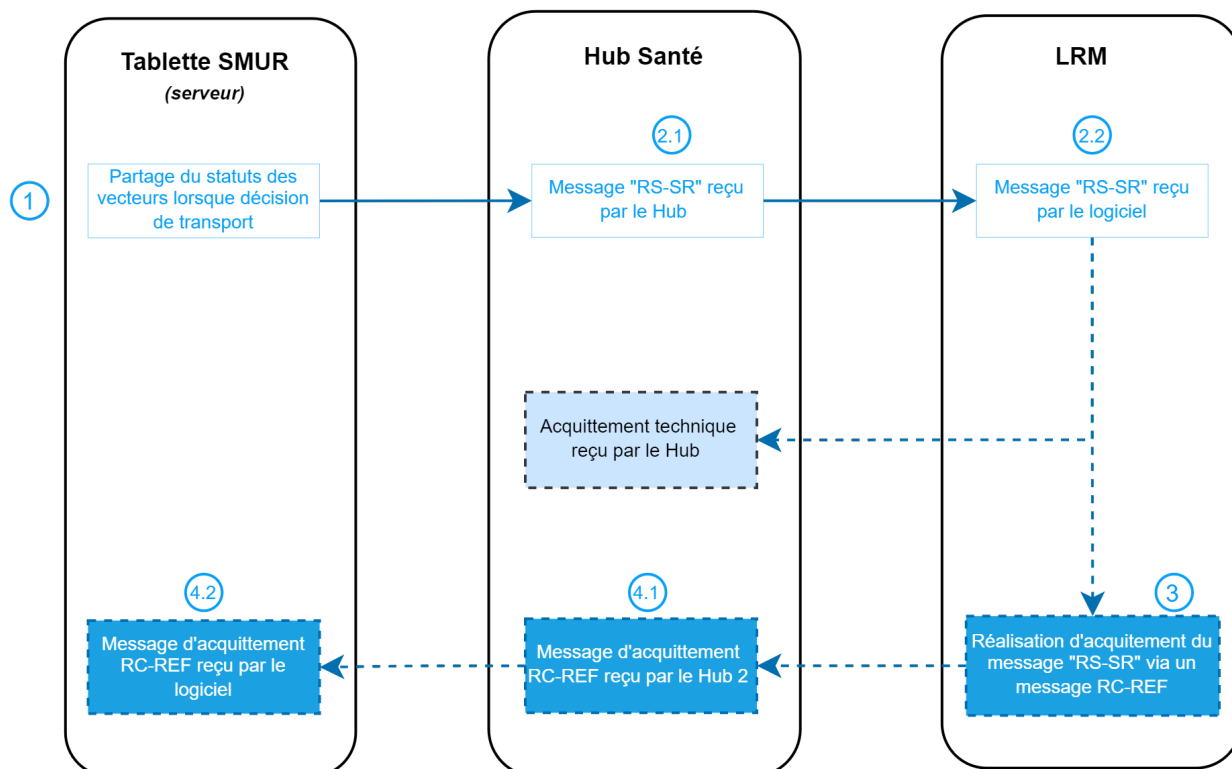 Tablette SMUR
(serveur)
Hub Santé
LRM
2.1
2.2
1
Partage du statuts des
vecteurs lorsque décision
de transport
Message "RS-SR" reçu
par le Hub
Message "RS-SR" reçu
par le logiciel
Acquittement technique
reçu par le Hub
4.2
4.1
3
Message d'acquittement
RC-REF reçu par le
logiciel
Message d'acquittement
RC-REF reçu par le Hub 2
Réalisation d'acquitement du
message "RS-SR" via un
message RC-REF